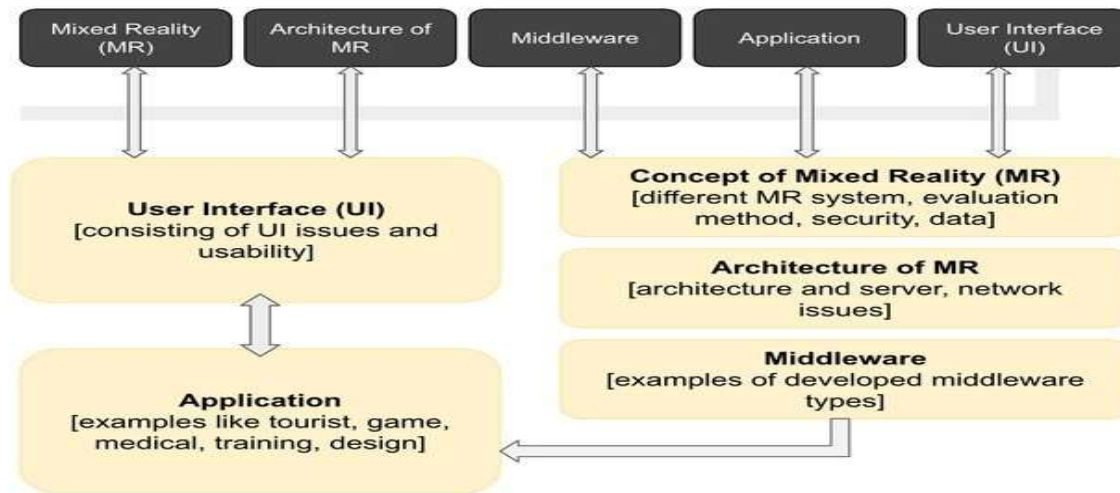 Mixed Reality
(MR)
Architecture of
MR
Middleware
Application
User Interface
(UI)
User Interface (UI)
[consisting of UI issues and
usability]
Application
[examples like tourist, game,
medical, training, design]
Concept of Mixed Reality (MR)
[different MR system, evaluation
method, security, data]
Architecture of MR
[architecture and server, network
issues]
Middleware
[examples of developed middleware
types]